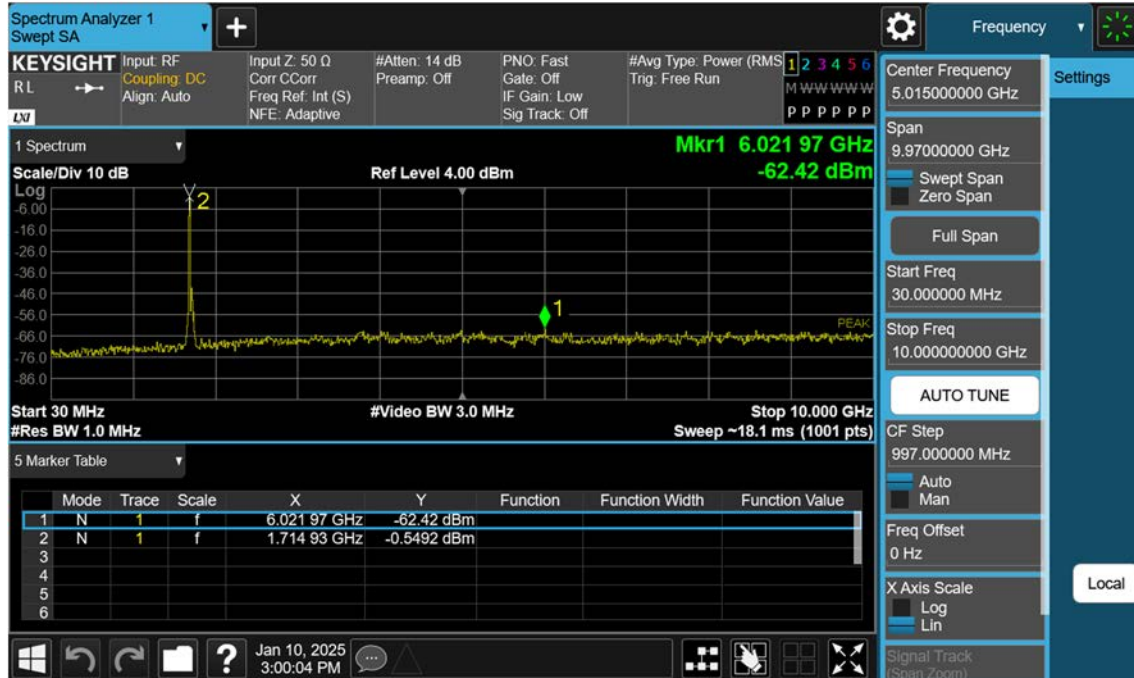 Spectrum Analyzer 1
Swept SA
+
Frequency
KEYSIGHT
R L
LXI
Input: RF
Coupling: DC
Align: Auto
Input Z: 50 Ω
Corr CCorr
Freq Ref: Int (S)
NFE: Adaptive
#Atten: 14 dB
Preamp: Off
PNO: Fast
Gate: Off
IF Gain: Low
Sig Track: Off
#Avg Type: Power (RMS
Trig: Free Run
1 2 3 4 5 6
M W W W W W
P P P P P P
1 Spectrum
Scale/Div 10 dB
Ref Level 4.00 dBm
Mkr1 6.021 97 GHz
-62.42 dBm
Log
-6.00
-16.0
-26.0
-36.0
-46.0
-56.0
-66.0
-76.0
-86.0
2
1
PEAK
Start 30 MHz
#Video BW 3.0 MHz
Stop 10.000 GHz
#Res BW 1.0 MHz
Sweep ~18.1 ms (1001 pts)
5 Marker Table
Mode Trace Scale X Y Function Function Width Function Value
1 N 1 f 6.021 97 GHz -62.42 dBm
2 N 1 f 1.714 93 GHz -0.5492 dBm
3
4
5
6
?
Jan 10, 2025
3:00:04 PM
Center Frequency
5.015000000 GHz
Span
9.97000000 GHz
Swept Span
Zero Span
Full Span
Start Freq
30.000000 MHz
Stop Freq
10.000000000 GHz
AUTO TUNE
CF Step
997.000000 MHz
Auto
Man
Freq Offset
0 Hz
X Axis Scale
Log
Lin
Signal Track
(Span Zoom)
Settings
Local